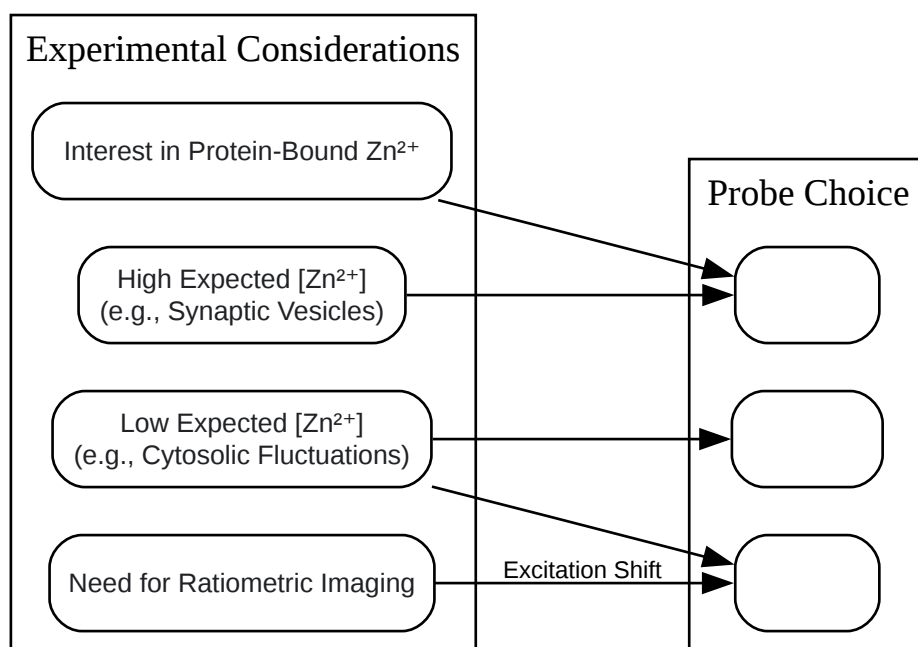 Experimental Considerations
Interest in Protein-Bound Zn²⁺
High Expected [Zn²⁺]
(e.g., Synaptic Vesicles)
Low Expected [Zn²⁺]
(e.g., Cytosolic Fluctuations)
Need for Ratiometric Imaging
Excitation Shift
Probe Choice